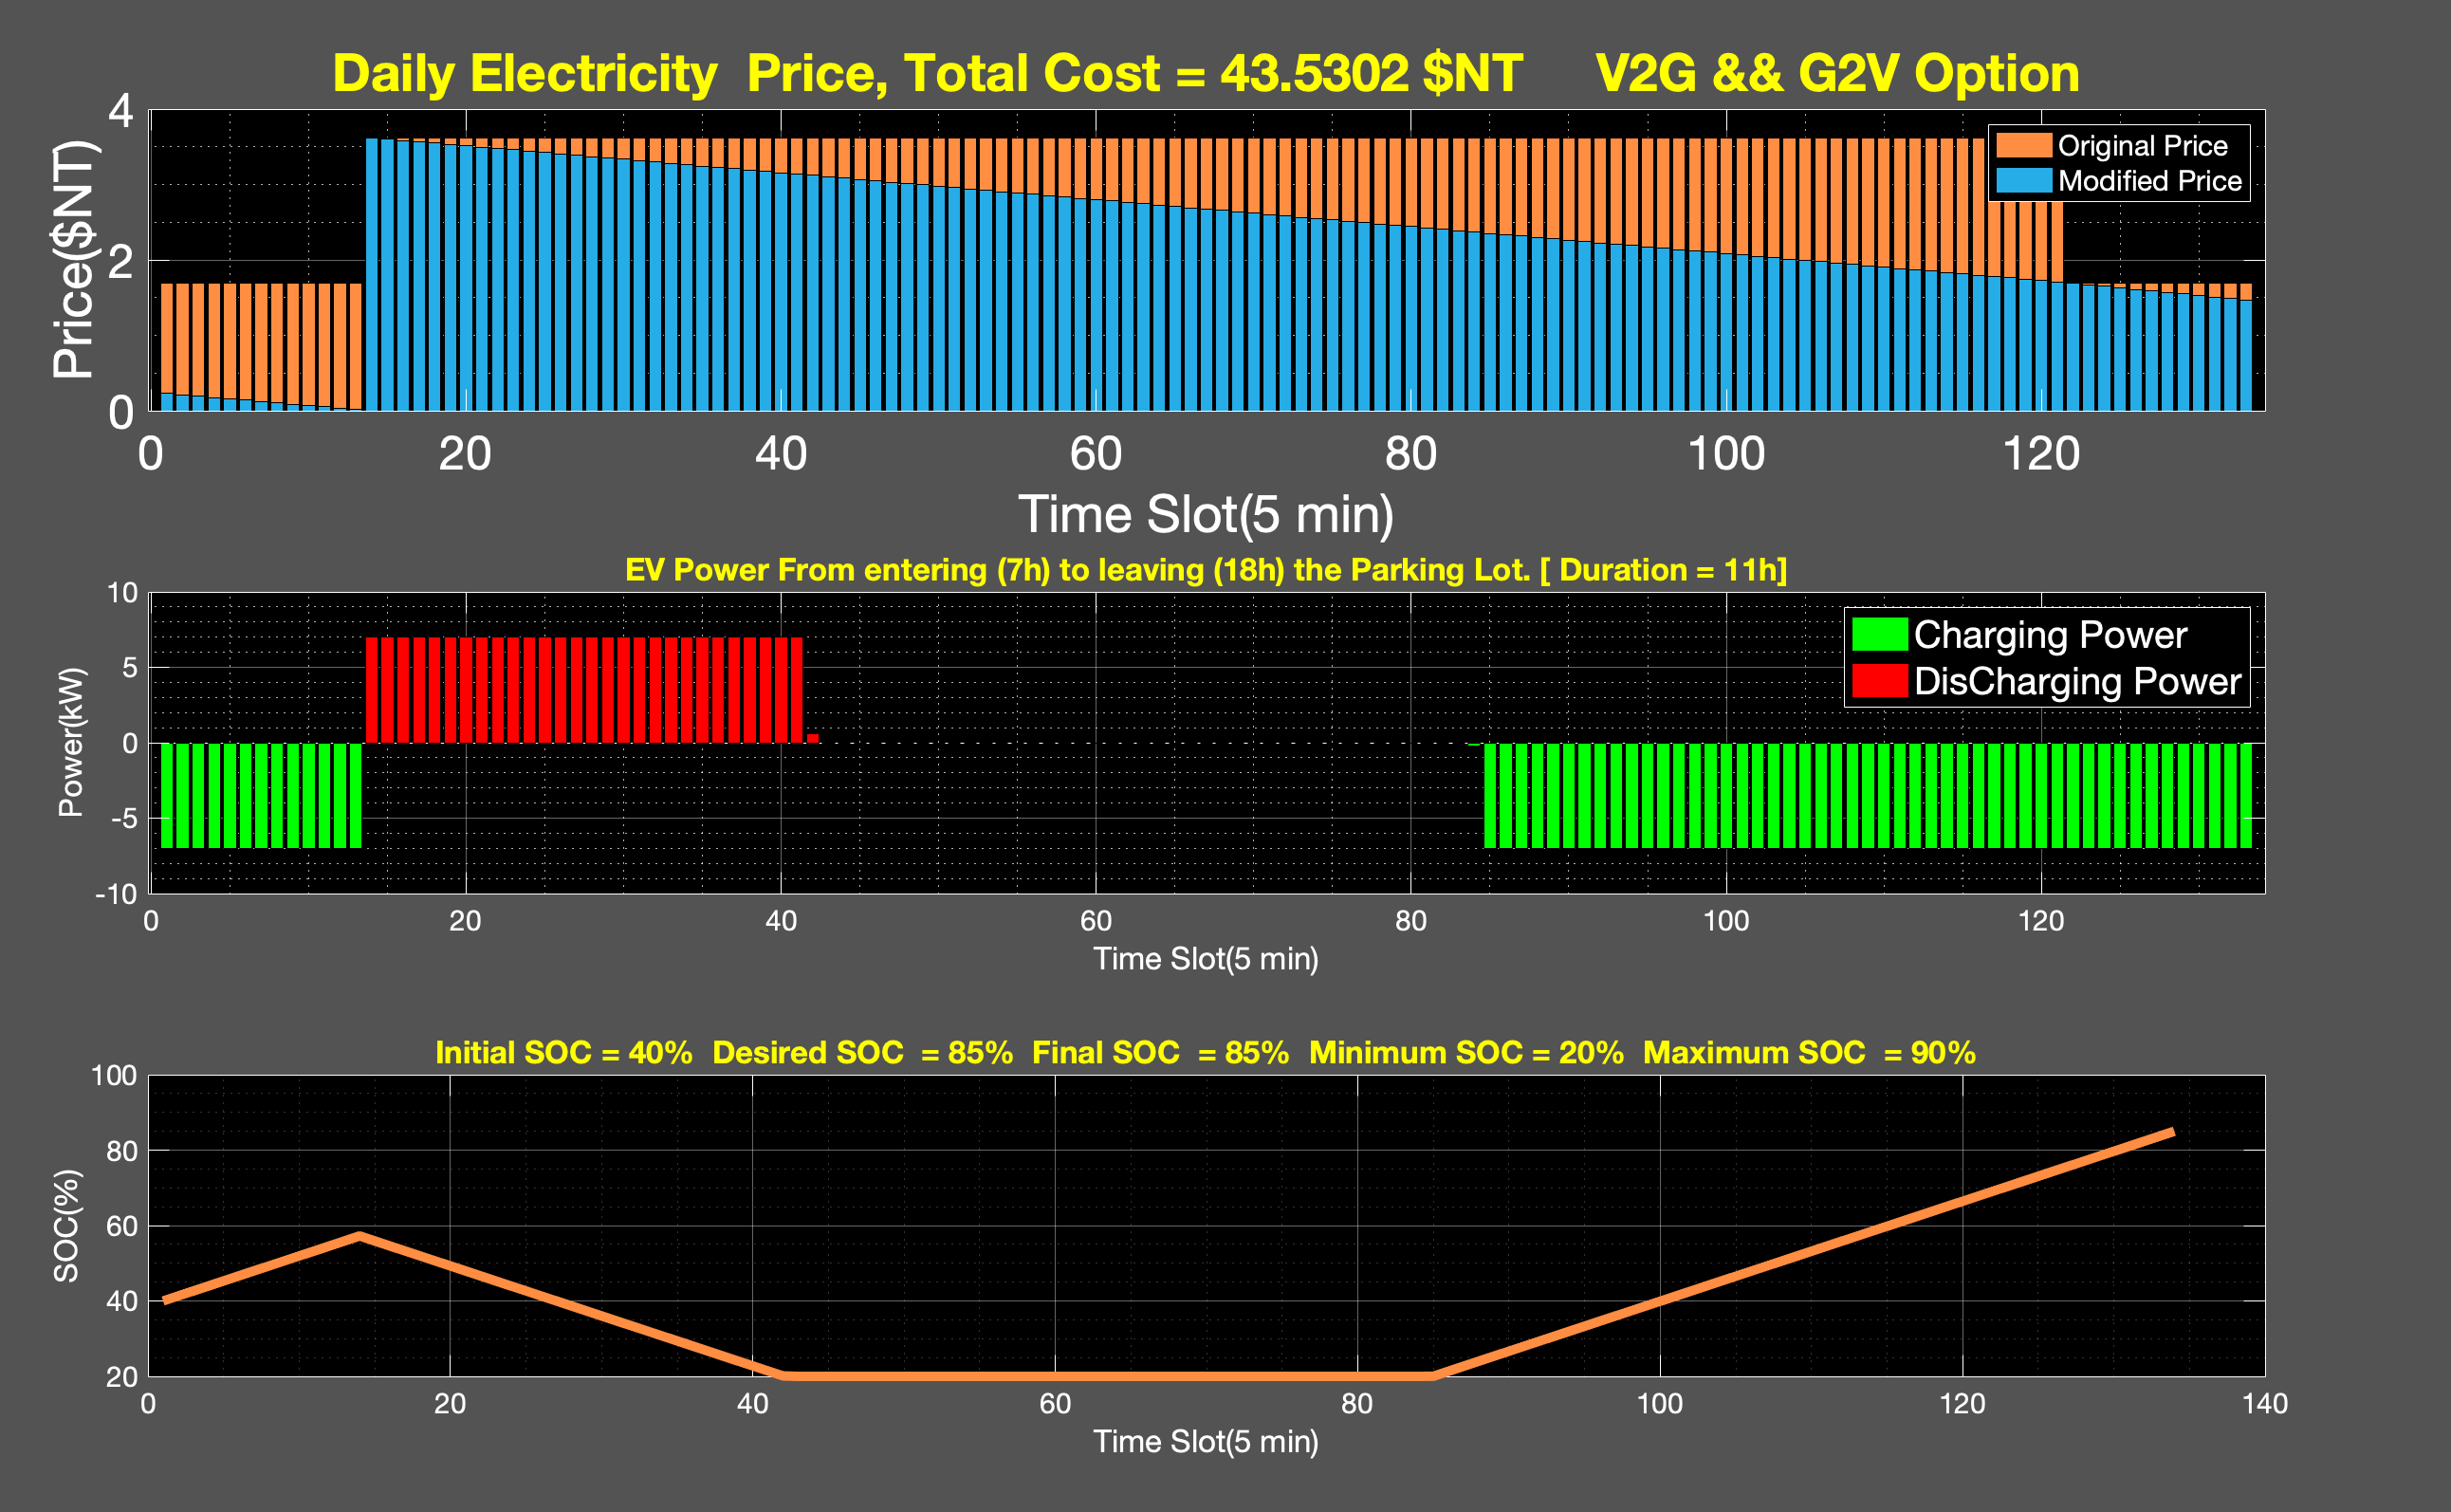 Daily Electricity  Price, Total Cost = 43.5302 $NT     V2G && G2V Option
Price($NT)
4
2
0
Original Price
Modified Price
0 20 40 60 80 100 120
Time Slot(5 min)
EV Power From entering (7h) to leaving (18h) the Parking Lot. [ Duration = 11h]
Power(kW)
10
5
0
-5
-10
Charging Power
DisCharging Power
0 20 40 60 80 100 120
Time Slot(5 min)
Initial SOC = 40%  Desired SOC  = 85%  Final SOC  = 85%  Minimum SOC = 20%  Maximum SOC  = 90%
SOC(%)
100
80
60
40
20
0 20 40 60 80 100 120 140
Time Slot(5 min)